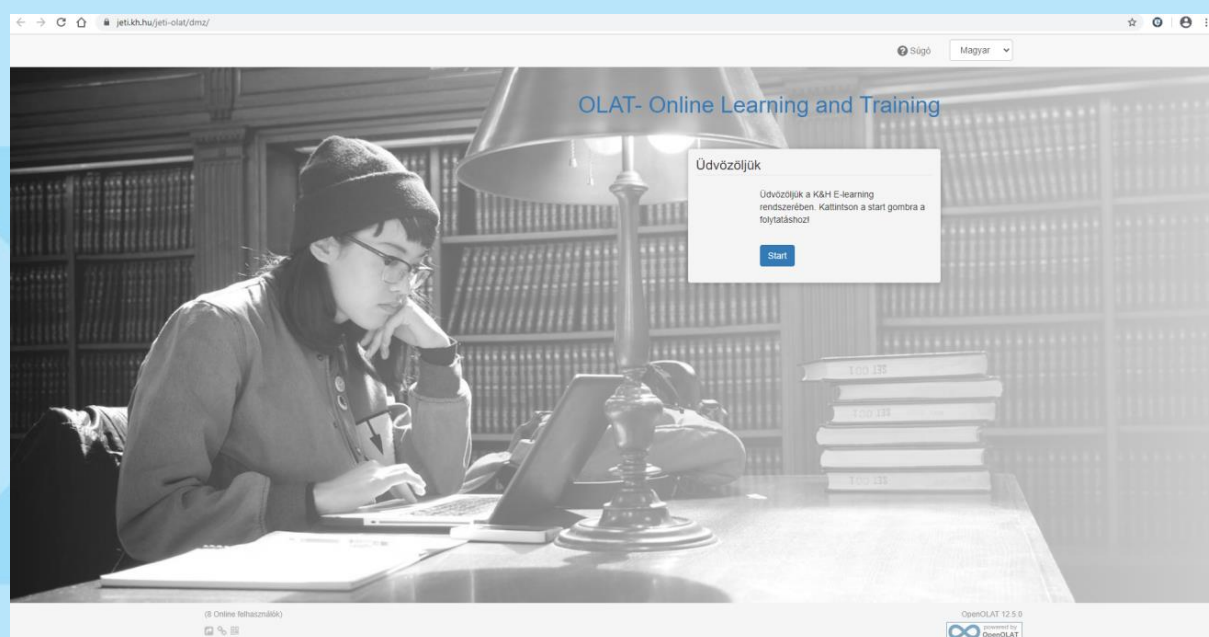 jeti.kh.hu/jeti-olat/dmz/
Súgó
Magyar
OLAT- Online Learning and Training
Üdvözöljük
Üdvözöljük a K&H E-learning
rendszerében. Kattintson a start gombra a
folytatáshoz!
Start
(8 Online felhasználók)
OpenOLAT 12.5.0
powered by
OpenOLAT